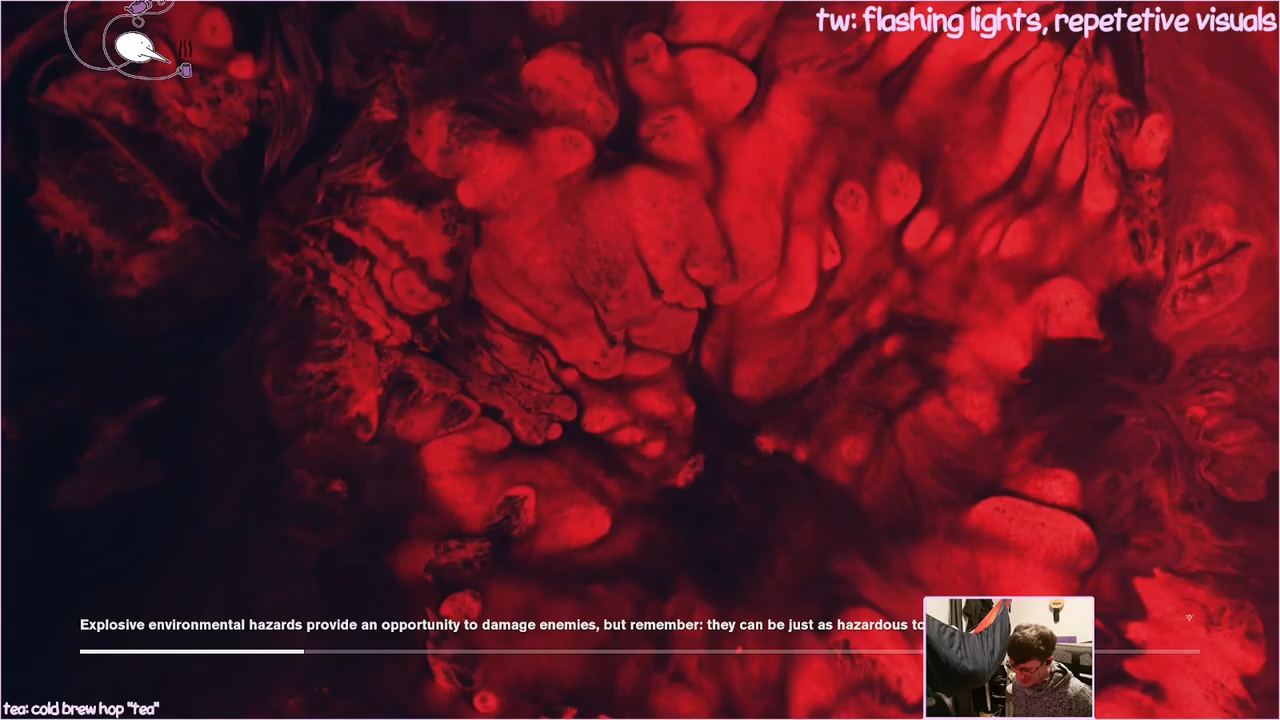 tw: flashing lights, repetetive visuals
Explosive environmental hazards provide an opportunity to damage enemies, but remember: they can be just as hazardous to
tea: cold brew hop "tea"